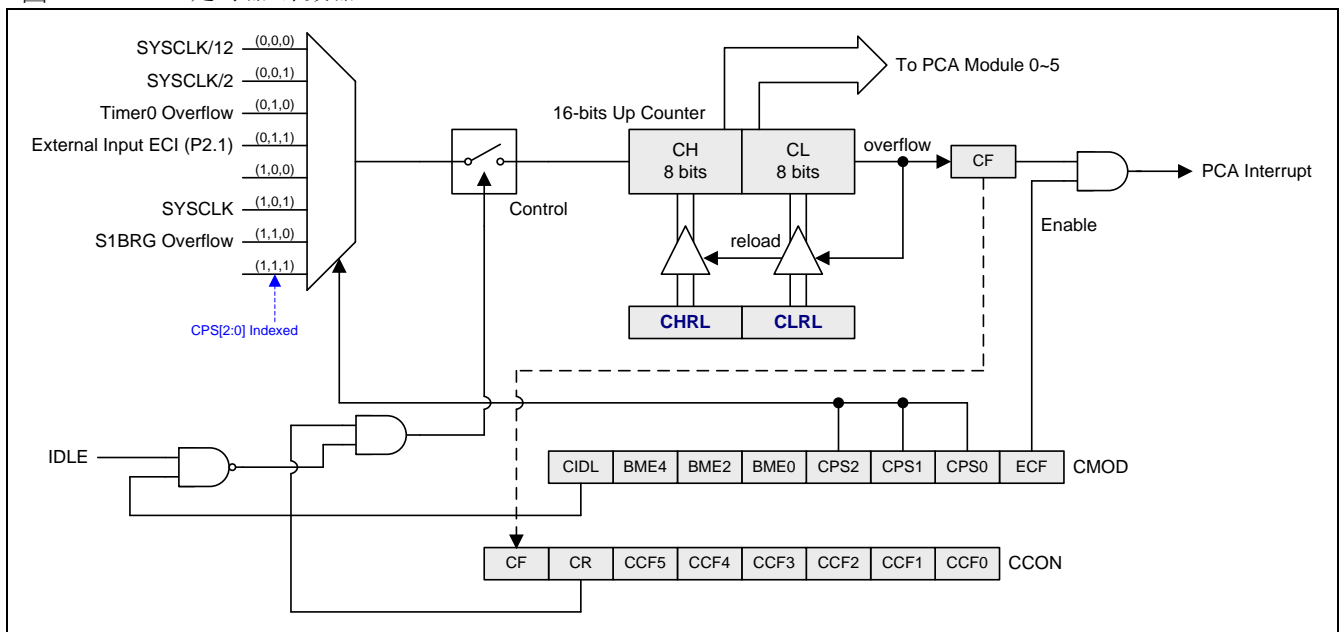 SYSCLK/12 (0,0,0)
SYSCLK/2 (0,0,1)
Timer0 Overflow (0,1,0)
External Input ECI (P2.1) (0,1,1)
(1,0,0)
SYSCLK (1,0,1)
S1BRG Overflow (1,1,0)
(1,1,1)
CPS[2:0] Indexed
Control
To PCA Module 0~5
16-bits Up Counter
CH
8 bits
CL
8 bits
overflow
CF
PCA Interrupt
Enable
reload
CHRL CLRL
IDLE
CIDL BME4 BME2 BME0 CPS2 CPS1 CPS0 ECF CMOD
CF CR CCF5 CCF4 CCF3 CCF2 CCF1 CCF0 CCON